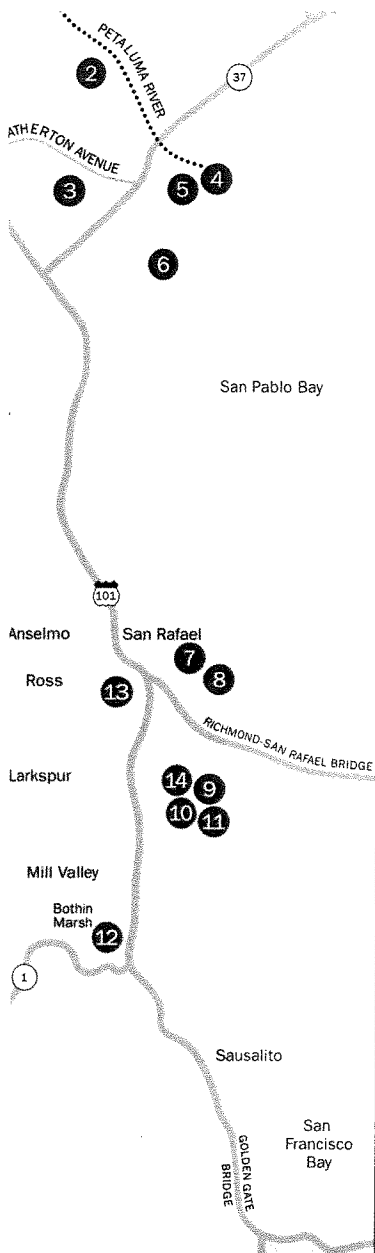 PETALUMA RIVER
2
37
ATHERTON AVENUE
3
5
4
6
San Pablo Bay
101
Anselmo
San Rafael
7
8
Ross
13
RICHMOND-SAN RAFAEL BRIDGE
Larkspur
14
9
10
11
Mill Valley
Bothin
Marsh
12
1
Sausalito
San
Francisco
Bay
GOLDEN GATE
BRIDGE